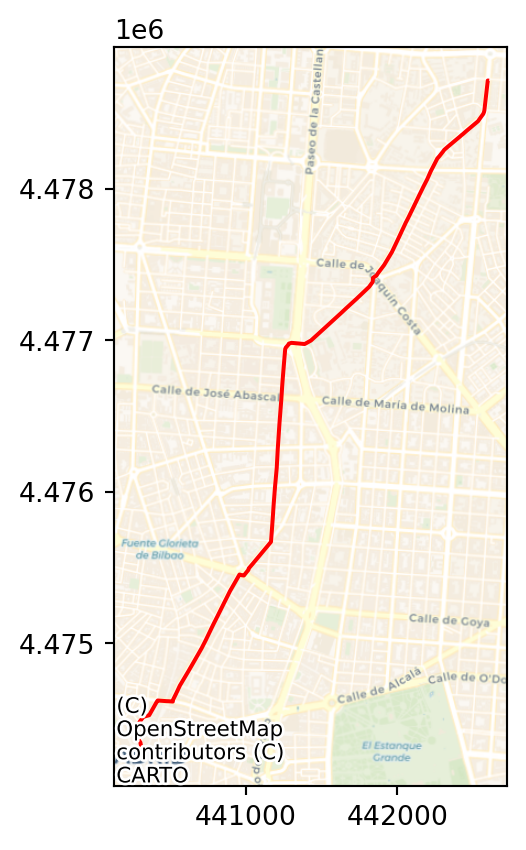 1e6
Paseo de la Castellan
4.478
Calle de Joaquín Costa
4.477
Calle de José Abascal
Calle de María de Molina
4.476
Fuente Glorieta
de Bilbao
Calle de Goya
4.475
Calle de Alcalá
Calle de O'Do
(C)
OpenStreetMap
contributors (C)
CARTO
El Estanque
Grande
441000
442000